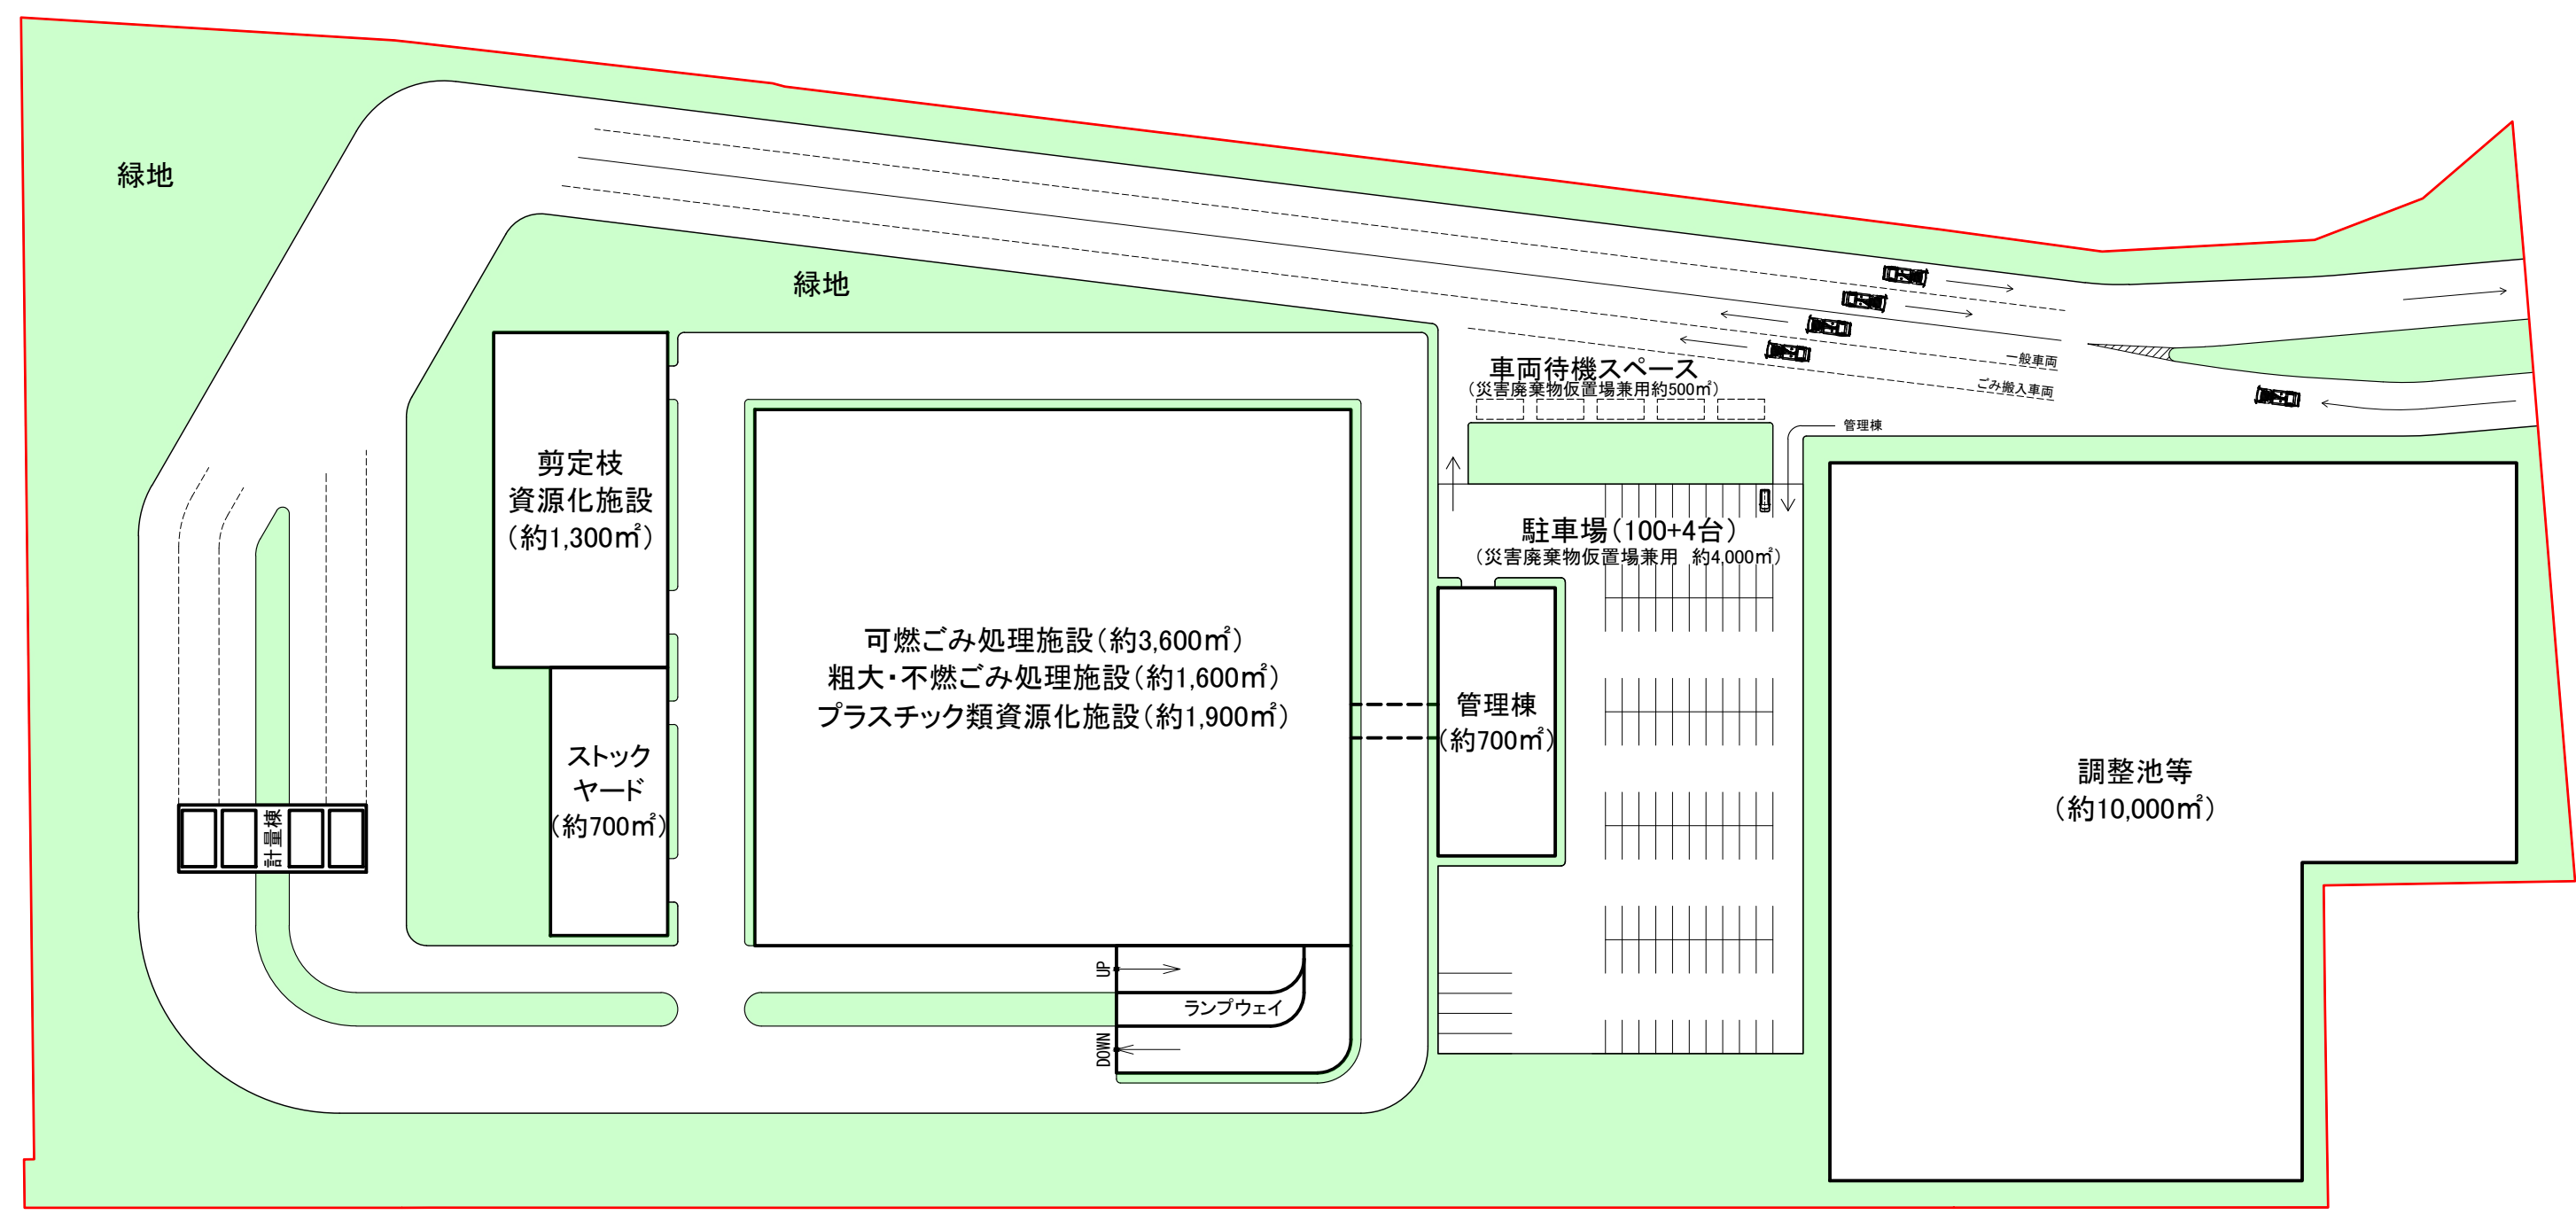 緑地
緑地
車両待機スペース
(災害廃棄物仮置場兼用約500㎡)
一般車両
ごみ搬入車両
管理棟
剪定枝
資源化施設
(約1,300㎡)
駐車場(100+4台)
(災害廃棄物仮置場兼用 約4,000㎡)
可燃ごみ処理施設(約3,600㎡)
粗大・不燃ごみ処理施設(約1,600㎡)
プラスチック類資源化施設(約1,900㎡)
管理棟
(約700㎡)
ストック
ヤード
(約700㎡)
計量棟
調整池等
(約10,000㎡)
UP
ランプウェイ
DOWN